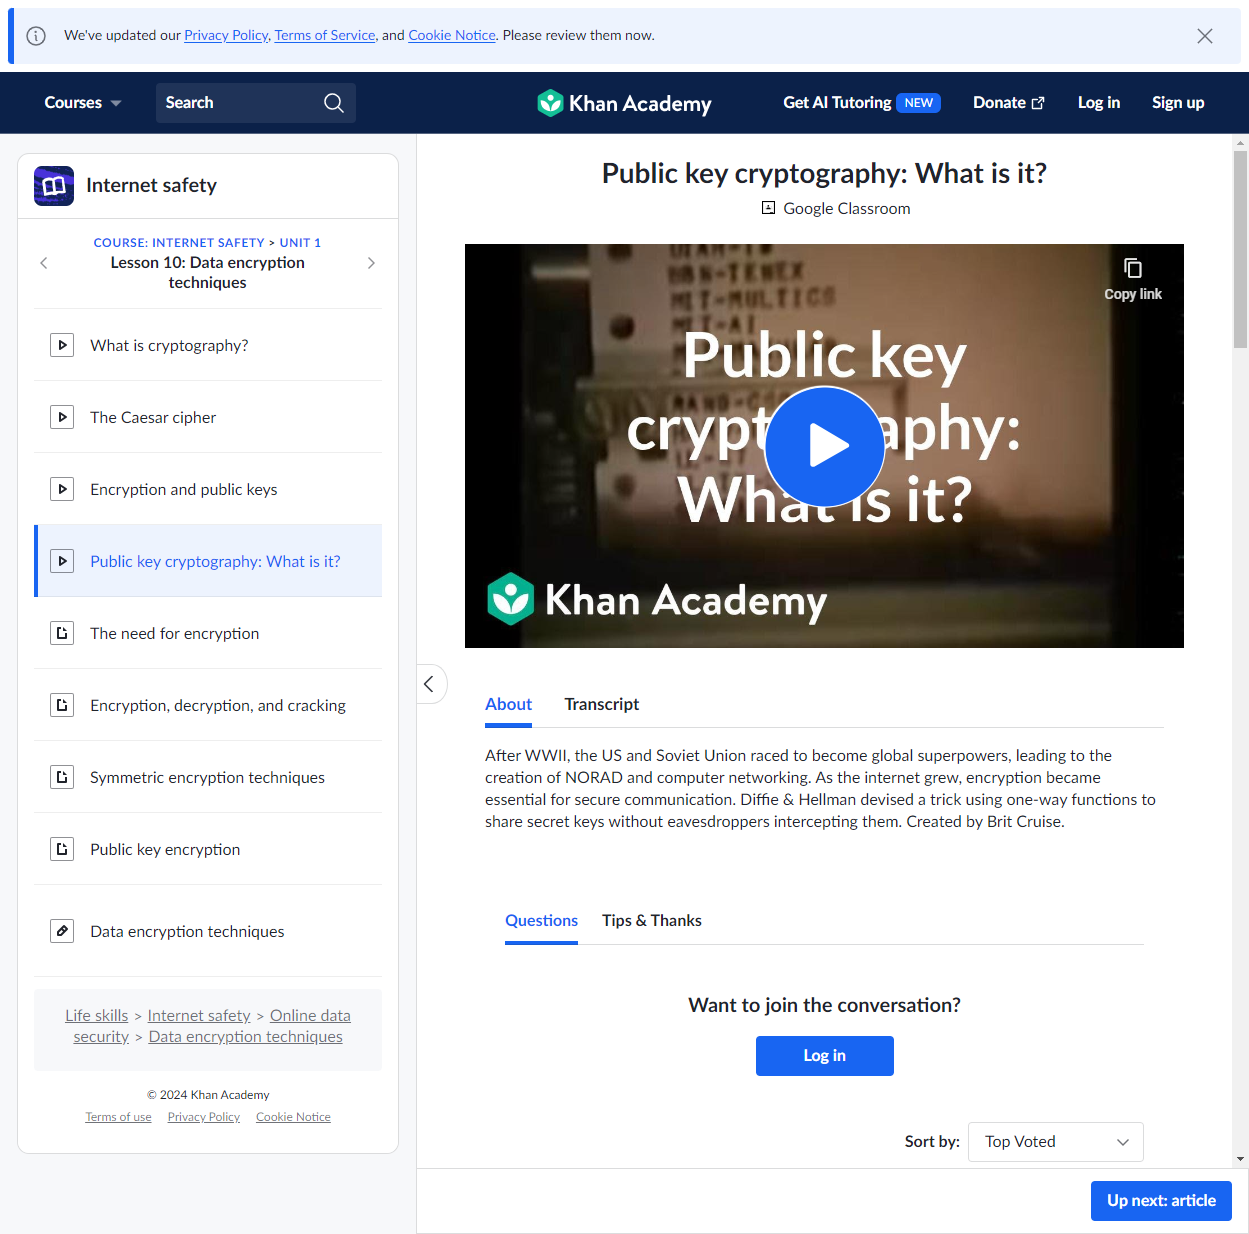 We've updated our Privacy Policy, Terms of Service, and Cookie Notice. Please review them now.
Courses
Search
Khan Academy
Get AI Tutoring NEW
Donate
Log in
Sign up
Internet safety
COURSE: INTERNET SAFETY > UNIT 1
Lesson 10: Data encryption
techniques
What is cryptography?
The Caesar cipher
Encryption and public keys
Public key cryptography: What is it?
The need for encryption
Encryption, decryption, and cracking
Symmetric encryption techniques
Public key encryption
Data encryption techniques
Life skills > Internet safety > Online data
security > Data encryption techniques
© 2024 Khan Academy
Terms of use Privacy Policy Cookie Notice
Public key cryptography: What is it?
Google Classroom
Copy link
BBN-TENEX
MIT-MULTICS
MIT-AI
Public key
What is it?
Khan Academy
About
Transcript
After WWII, the US and Soviet Union raced to become global superpowers, leading to the
creation of NORAD and computer networking. As the internet grew, encryption became
essential for secure communication. Diffie & Hellman devised a trick using one-way functions to
share secret keys without eavesdroppers intercepting them. Created by Brit Cruise.
Questions
Tips & Thanks
Want to join the conversation?
Log in
Sort by:
Top Voted
Up next: article